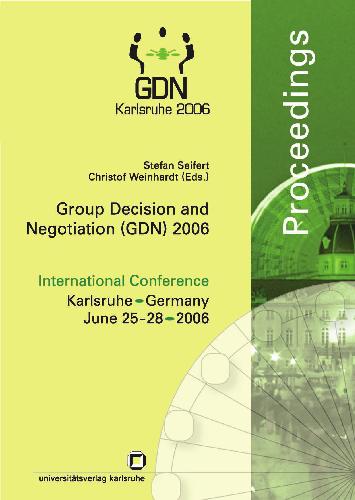 GDN
Karlsruhe 2006
Proceedings
Stefan Seifert
Christof Weinhardt (Eds.)
Group Decision and
Negotiation (GDN) 2006
International Conference
Karlsruhe Germany
June 25-28 2006
universitätsverlag karlsruhe